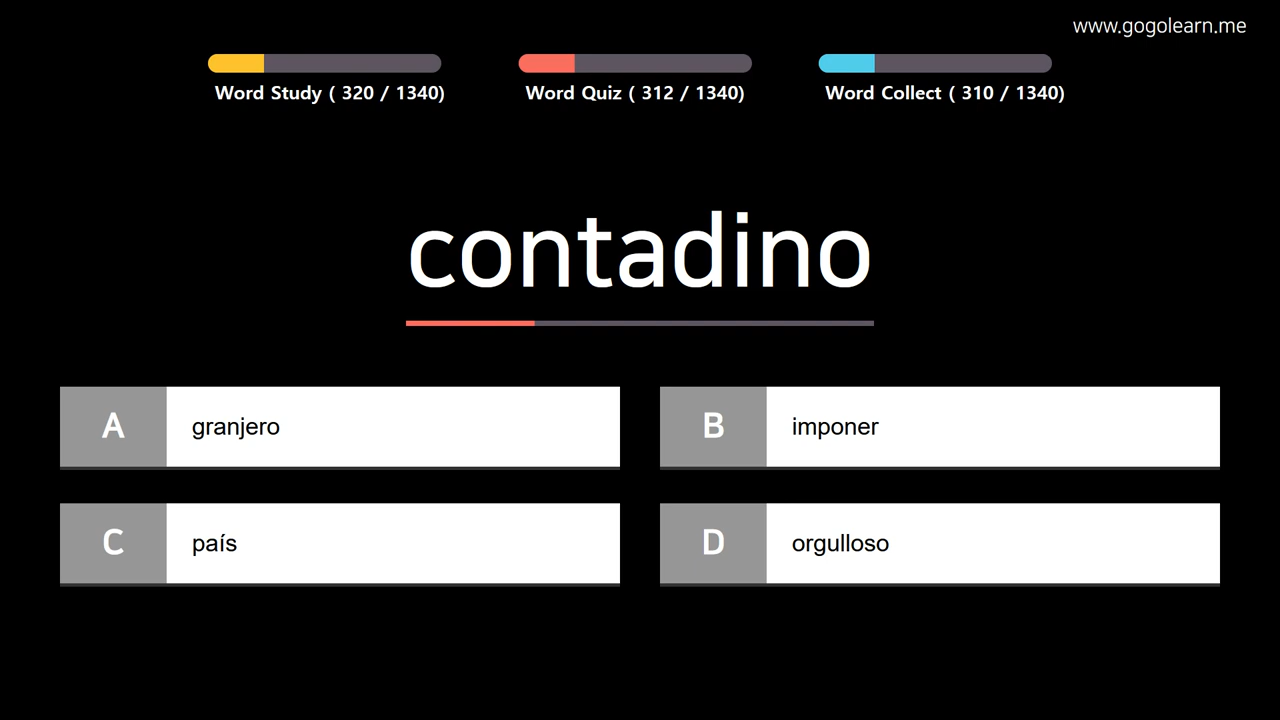 www.gogolearn.me
Word Study ( 320 / 1340)
Word Quiz ( 312 / 1340)
Word Collect ( 310 / 1340)
contadino
A granjero
B imponer
C país
D orgulloso